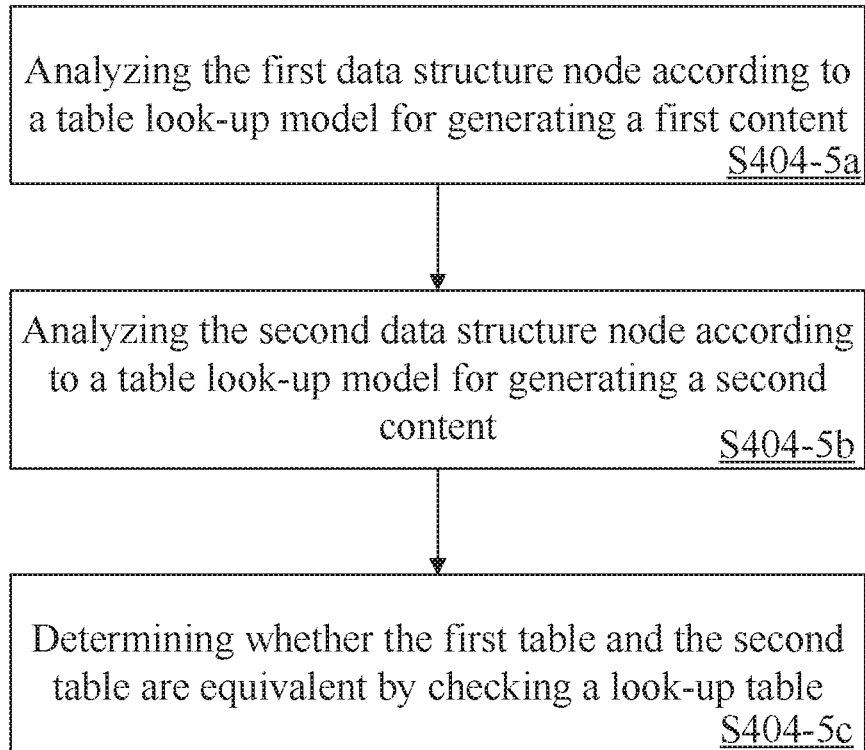 Analyzing the first data structure node according to
a table look-up model for generating a first content
S404-5a
Analyzing the second data structure node according
to a table look-up model for generating a second
content
S404-5b
Determining whether the first table and the second
table are equivalent by checking a look-up table
S404-5c